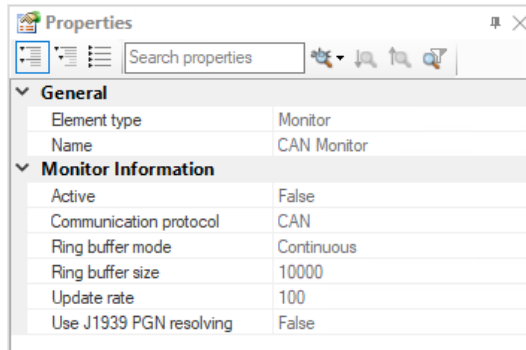 Properties
Search properties
General
Element type Monitor
Name CAN Monitor
Monitor Information
Active False
Communication protocol CAN
Ring buffer mode Continuous
Ring buffer size 10000
Update rate 100
Use J1939 PGN resolving False